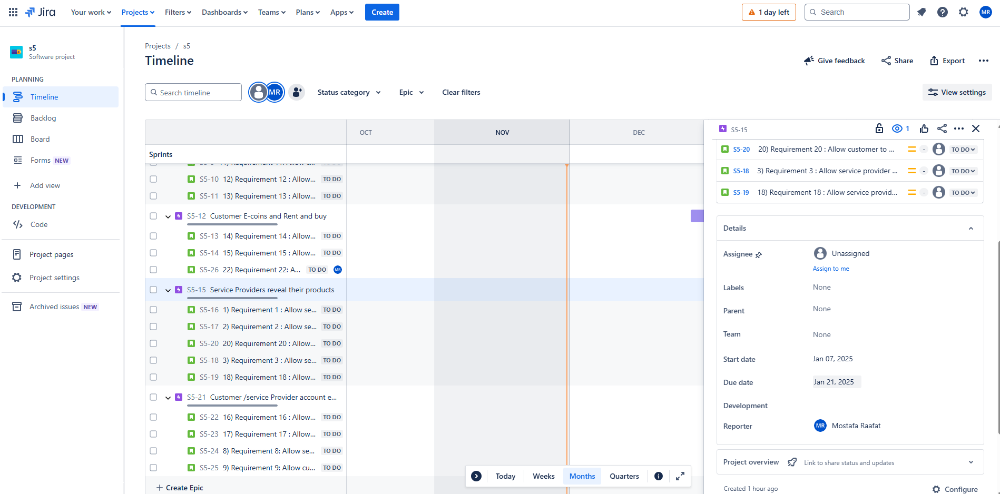 Jira
Your work
Projects
Filters
Dashboards
Teams
Plans
Apps
Create
1 day left
Search
MR
s5
Software project
PLANNING
Timeline
Backlog
Board
Forms NEW
Add view
DEVELOPMENT
Code
Project pages
Project settings
Archived issues NEW
Projects / s5
Timeline
Give feedback
Share
Export
Search timeline
MR
Status category
Epic
Clear filters
View settings
OCT
NOV
DEC
Sprints
S5-10 12) Requirement 12 : Allow... TO DO
S5-11 13) Requirement 13 : Allow... TO DO
S5-12 Customer E-coins and Rent and buy
S5-13 14) Requirement 14 : Allow... TO DO
S5-14 15) Requirement 15 : Allow... TO DO
S5-26 22) Requirement 22: A... TO DO MR
S5-15 Service Providers reveal their products
S5-16 1) Requirement 1 : Allow se... TO DO
S5-17 2) Requirement 2 : Allow se... TO DO
S5-20 20) Requirement 20 : Allow... TO DO
S5-18 3) Requirement 3 : Allow se... TO DO
S5-19 18) Requirement 18 : Allow... TO DO
S5-21 Customer /service Provider account e...
S5-22 16) Requirement 16 : Allow... TO DO
S5-23 17) Requirement 17 : Allow... TO DO
S5-24 8) Requirement 8: Allow se... TO DO
S5-25 9) Requirement 9: Allow cu... TO DO
+ Create Epic
Today
Weeks
Months
Quarters
S5-15
1
S5-20 20) Requirement 20 : Allow customer to ... - TO DO
S5-18 3) Requirement 3 : Allow service provider ... - TO DO
S5-19 18) Requirement 18 : Allow service provid... - TO DO
Details
Assignee
Unassigned
Assign to me
Labels
None
Parent
None
Team
None
Start date
Jan 07, 2025
Due date
Jan 21, 2025
Development
Reporter
MR Mostafa Raafat
Project overview
Link to share status and updates
Created 1 hour ago
Configure